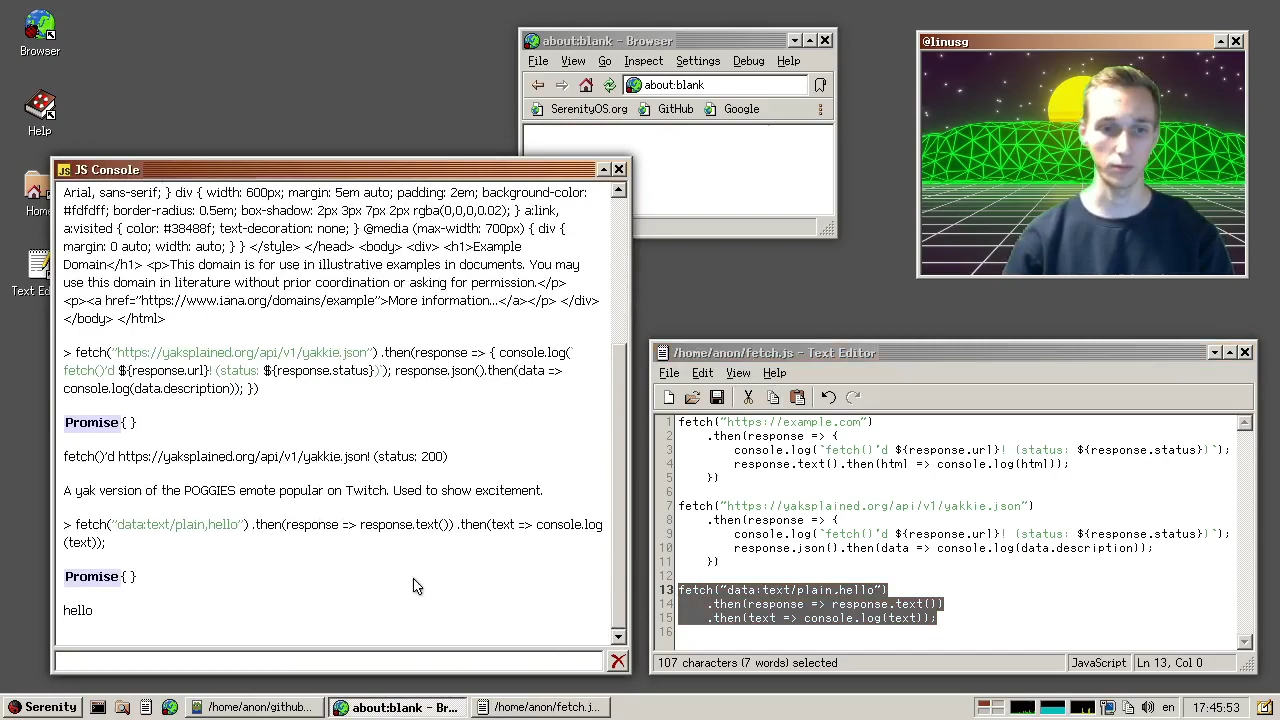 Browser
Help
Home
Text Edi
about:blank - Browser
File View Go Inspect Settings Debug Help
about:blank
SerenityOS.org GitHub Google
@linusg
JS Console
Arial, sans-serif; } div { width: 600px; margin: 5em auto; padding: 2em; background-color:
#fdfdff; border-radius: 0.5em; box-shadow: 2px 3px 7px 2px rgba(0,0,0,0.02); } a:link,
a:visited { color: #38488f; text-decoration: none; } @media (max-width: 700px) { div {
margin: 0 auto; width: auto; } } </style> </head> <body> <div> <h1>Example
Domain</h1> <p>This domain is for use in illustrative examples in documents. You may
use this domain in literature without prior coordination or asking for permission.</p>
<p><a href="https://www.iana.org/domains/example">More information...</a></p> </div>
</body> </html>
> fetch("https://yaksplained.org/api/v1/yakkie.json") .then(response => { console.log(`
fetch()'d ${response.url}! (status: ${response.status})`); response.json().then(data =>
console.log(data.description)); })
Promise{ }
fetch()'d https://yaksplained.org/api/v1/yakkie.json! (status: 200)
A yak version of the POGGIES emote popular on Twitch. Used to show excitement.
> fetch("data:text/plain,hello") .then(response => response.text()) .then(text => console.log
(text));
Promise{ }
hello
/home/anon/fetch.js - Text Editor
File Edit View Help
1 fetch("https://example.com")
2 .then(response => {
3 console.log(`fetch()'d ${response.url}! (status: ${response.status})`);
4 response.text().then(html => console.log(html));
5 })
6
7 fetch("https://yaksplained.org/api/v1/yakkie.json")
8 .then(response => {
9 console.log(`fetch()'d ${response.url}! (status: ${response.status})`);
10 response.json().then(data => console.log(data.description));
11 })
12
13 fetch("data:text/plain,hello")
14 .then(response => response.text())
15 .then(text => console.log(text));
16
107 characters (7 words) selected JavaScript Ln 13, Col 0
Serenity /home/anon/github... about:blank - Br... /home/anon/fetch.j... en 17:45:53